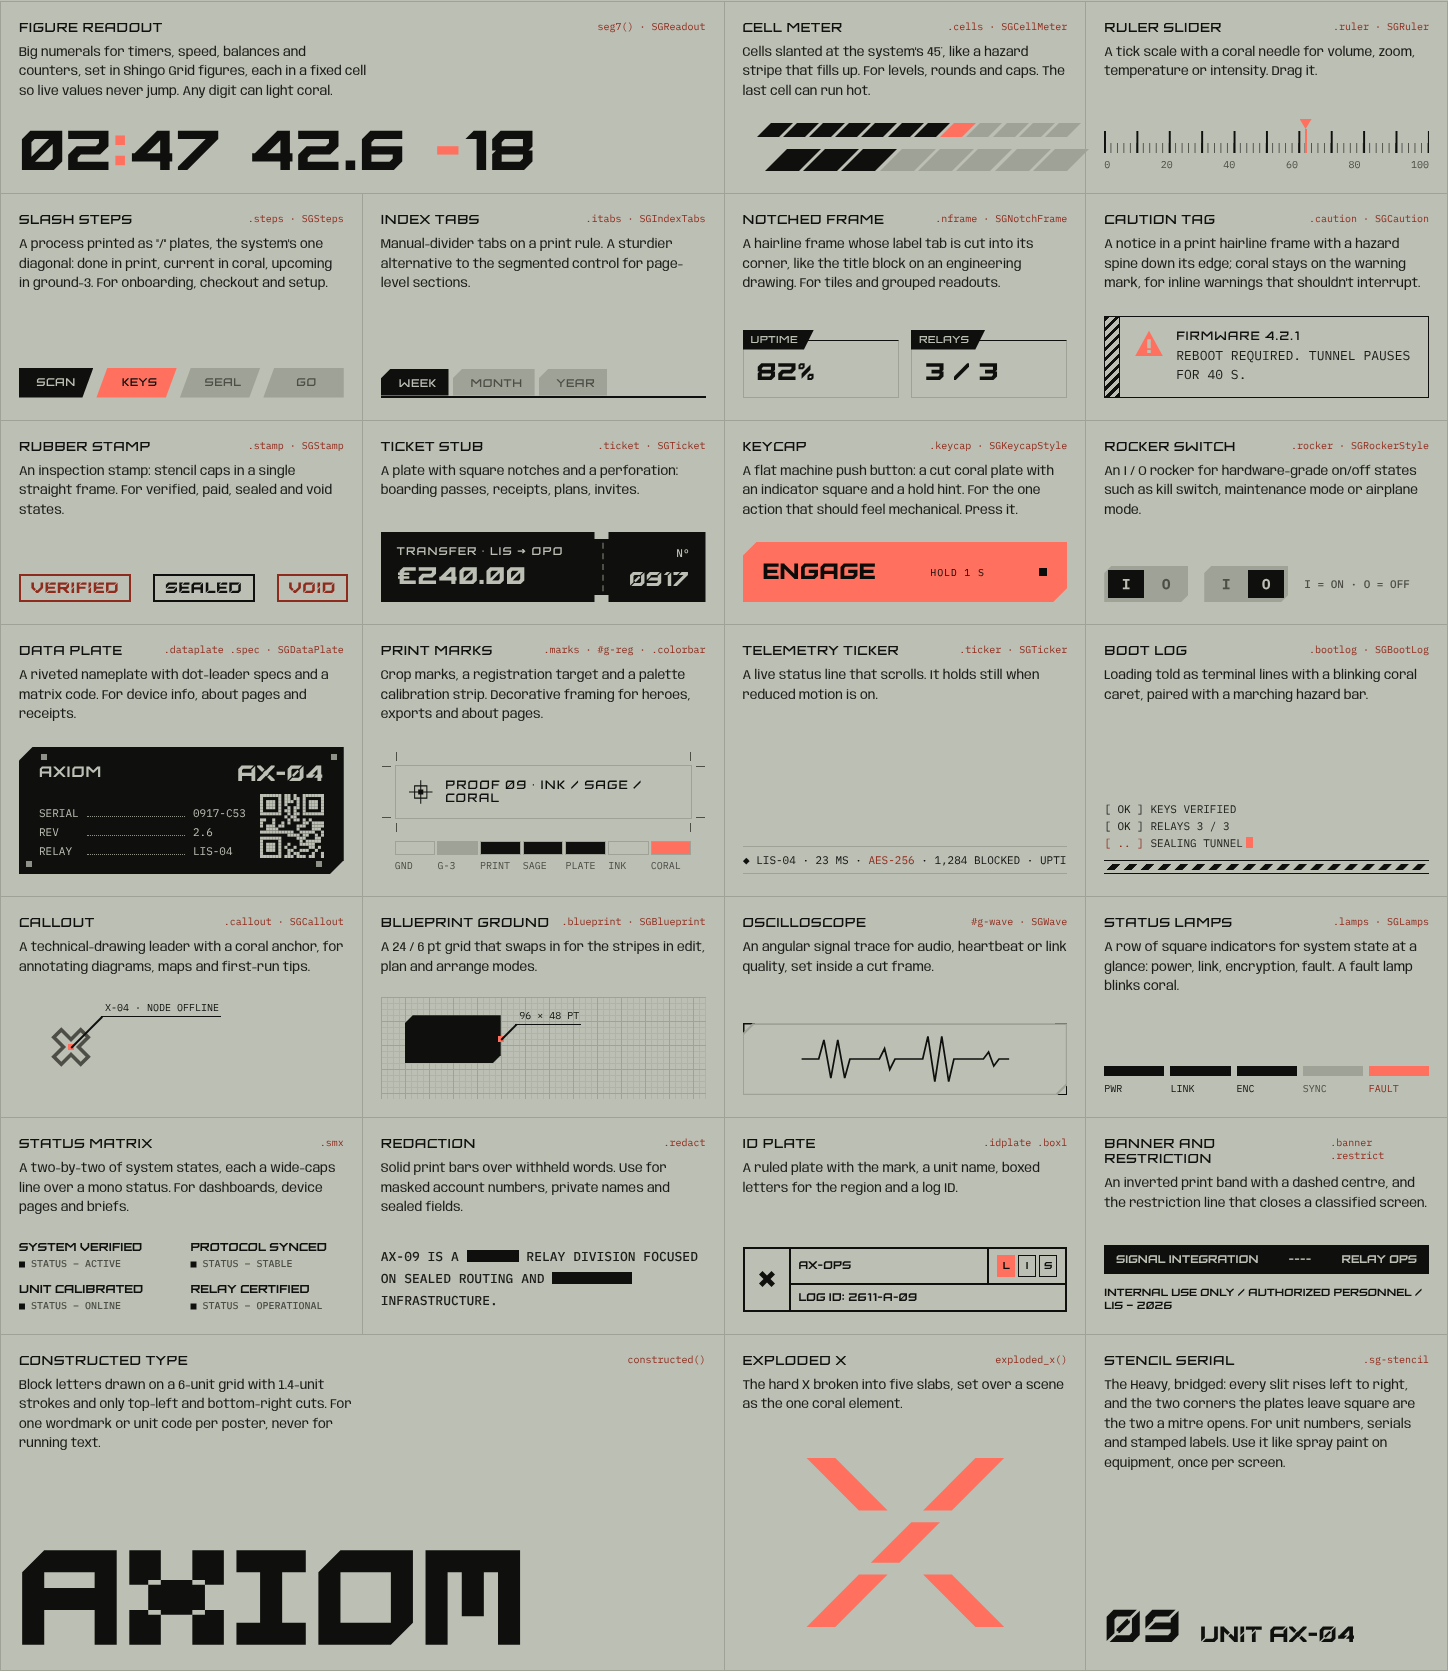 FIGURE READOUT
seg7() · SGReadout
Big numerals for timers, speed, balances and
counters, set in Shingo Grid figures, each in a fixed cell
so live values never jump. Any digit can light coral.
02:47 42.6 -18
CELL METER
.cells · SGCellMeter
Cells slanted at the system's 45°, like a hazard
stripe that fills up. For levels, rounds and caps. The
last cell can run hot.
RULER SLIDER
.ruler · SGRuler
A tick scale with a coral needle for volume, zoom,
temperature or intensity. Drag it.
0 20 40 60 80 100
SLASH STEPS
.steps · SGSteps
A process printed as "/" plates, the system's one
diagonal: done in print, current in coral, upcoming
in ground-3. For onboarding, checkout and setup.
SCAN KEYS SEAL GO
INDEX TABS
.itabs · SGIndexTabs
Manual-divider tabs on a print rule. A sturdier
alternative to the segmented control for page-
level sections.
WEEK MONTH YEAR
NOTCHED FRAME
.nframe · SGNotchFrame
A hairline frame whose label tab is cut into its
corner, like the title block on an engineering
drawing. For tiles and grouped readouts.
UPTIME
82%
RELAYS
3 / 3
CAUTION TAG
.caution · SGCaution
A notice in a print hairline frame with a hazard
spine down its edge; coral stays on the warning
mark, for inline warnings that shouldn't interrupt.
FIRMWARE 4.2.1
REBOOT REQUIRED. TUNNEL PAUSES
FOR 40 S.
RUBBER STAMP
.stamp · SGStamp
An inspection stamp: stencil caps in a single
straight frame. For verified, paid, sealed and void
states.
VERIFIED SEALED VOID
TICKET STUB
.ticket · SGTicket
A plate with square notches and a perforation:
boarding passes, receipts, plans, invites.
TRANSFER · LIS → OPO
€240.00
Nº
0917
KEYCAP
.keycap · SGKeycapStyle
A flat machine push button: a cut coral plate with
an indicator square and a hold hint. For the one
action that should feel mechanical. Press it.
ENGAGE HOLD 1 S
ROCKER SWITCH
.rocker · SGRockerStyle
An I / O rocker for hardware-grade on/off states
such as kill switch, maintenance mode or airplane
mode.
I O I O I = ON · O = OFF
DATA PLATE
.dataplate .spec · SGDataPlate
A riveted nameplate with dot-leader specs and a
matrix code. For device info, about pages and
receipts.
AXIOM AX-04
SERIAL 0917-C53
REV 2.6
RELAY LIS-04
PRINT MARKS
.marks · #g-reg · .colorbar
Crop marks, a registration target and a palette
calibration strip. Decorative framing for heroes,
exports and about pages.
PROOF 09 · INK / SAGE /
CORAL
GND G-3 PRINT SAGE PLATE INK CORAL
TELEMETRY TICKER
.ticker · SGTicker
A live status line that scrolls. It holds still when
reduced motion is on.
◆ LIS-04 · 23 MS · AES-256 · 1,284 BLOCKED · UPTI
BOOT LOG
.bootlog · SGBootLog
Loading told as terminal lines with a blinking coral
caret, paired with a marching hazard bar.
[ OK ] KEYS VERIFIED
[ OK ] RELAYS 3 / 3
[ .. ] SEALING TUNNEL
CALLOUT
.callout · SGCallout
A technical-drawing leader with a coral anchor, for
annotating diagrams, maps and first-run tips.
X-04 · NODE OFFLINE
BLUEPRINT GROUND
.blueprint · SGBlueprint
A 24 / 6 pt grid that swaps in for the stripes in edit,
plan and arrange modes.
96 × 48 PT
OSCILLOSCOPE
#g-wave · SGWave
An angular signal trace for audio, heartbeat or link
quality, set inside a cut frame.
STATUS LAMPS
.lamps · SGLamps
A row of square indicators for system state at a
glance: power, link, encryption, fault. A fault lamp
blinks coral.
PWR LINK ENC SYNC FAULT
STATUS MATRIX
.smx
A two-by-two of system states, each a wide-caps
line over a mono status. For dashboards, device
pages and briefs.
SYSTEM VERIFIED PROTOCOL SYNCED
■ STATUS – ACTIVE ■ STATUS – STABLE
UNIT CALIBRATED RELAY CERTIFIED
■ STATUS – ONLINE ■ STATUS – OPERATIONAL
REDACTION
.redact
Solid print bars over withheld words. Use for
masked account numbers, private names and
sealed fields.
AX-09 IS A RELAY DIVISION FOCUSED
ON SEALED ROUTING AND
INFRASTRUCTURE.
ID PLATE
.idplate .boxl
A ruled plate with the mark, a unit name, boxed
letters for the region and a log ID.
AX-OPS L I S
LOG ID: 2611-A-09
BANNER AND
RESTRICTION
.banner
.restrict
An inverted print band with a dashed centre, and
the restriction line that closes a classified screen.
SIGNAL INTEGRATION ---- RELAY OPS
INTERNAL USE ONLY / AUTHORIZED PERSONNEL /
LIS – 2026
CONSTRUCTED TYPE
constructed()
Block letters drawn on a 6-unit grid with 1.4-unit
strokes and only top-left and bottom-right cuts. For
one wordmark or unit code per poster, never for
running text.
AXIOM
EXPLODED X
exploded_x()
The hard X broken into five slabs, set over a scene
as the one coral element.
X
STENCIL SERIAL
.sg-stencil
The Heavy, bridged: every slit rises left to right,
and the two corners the plates leave square are
the two a mitre opens. For unit numbers, serials
and stamped labels. Use it like spray paint on
equipment, once per screen.
09 UNIT AX-04